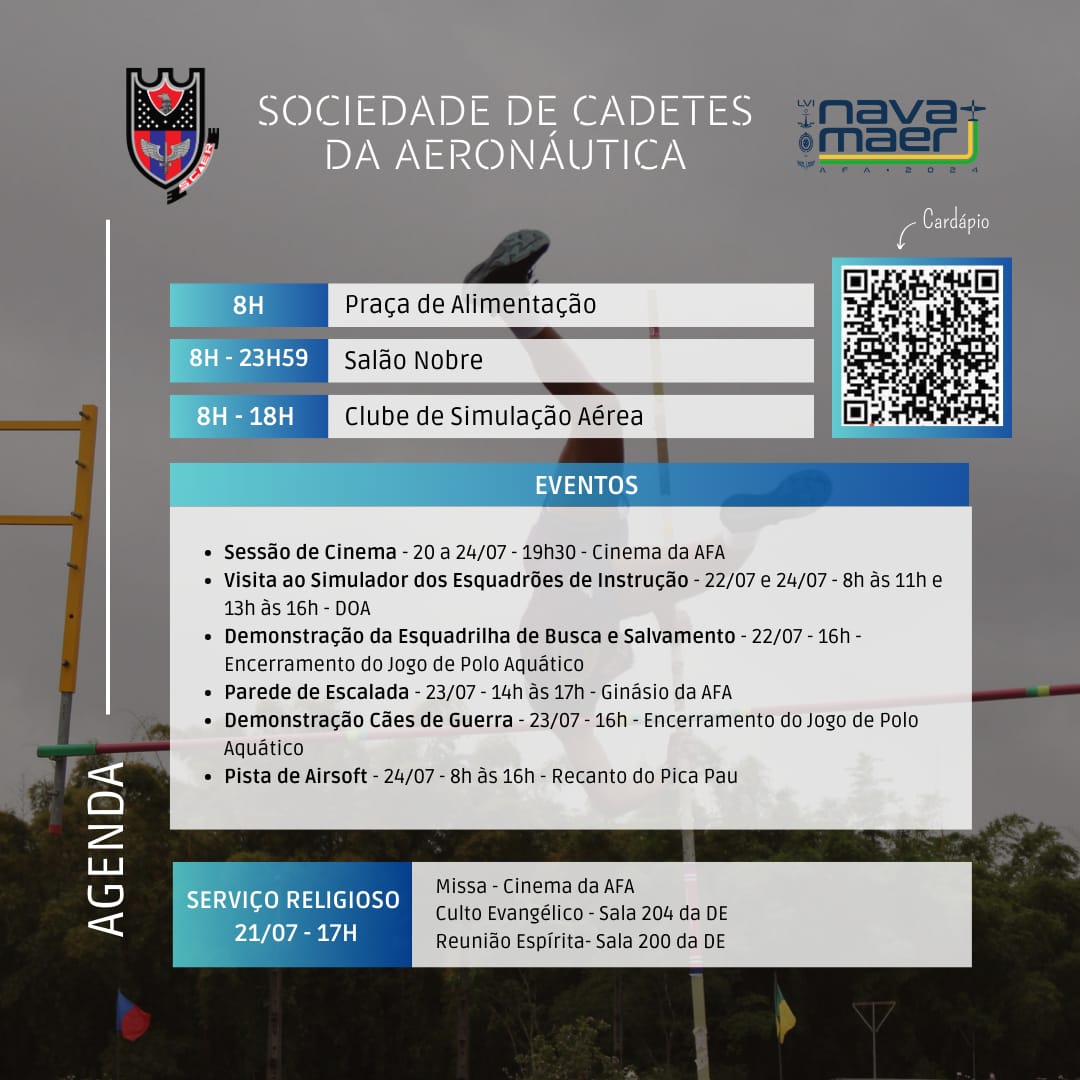 SOCIEDADE DE CADETES
DA AERONÁUTICA
SCAER
LVI
nava
maer
AFA • 2024
Cardápio
8H
Praça de Alimentação
8H - 23H59
Salão Nobre
8H - 18H
Clube de Simulação Aérea
EVENTOS
• Sessão de Cinema - 20 a 24/07 - 19h30 - Cinema da AFA
• Visita ao Simulador dos Esquadrões de Instrução - 22/07 e 24/07 - 8h às 11h e
13h às 16h - DOA
• Demonstração da Esquadrilha de Busca e Salvamento - 22/07 - 16h -
Encerramento do Jogo de Polo Aquático
• Parede de Escalada - 23/07 - 14h às 17h - Ginásio da AFA
• Demonstração Cães de Guerra - 23/07 - 16h - Encerramento do Jogo de Polo
Aquático
• Pista de Airsoft - 24/07 - 8h às 16h - Recanto do Pica Pau
AGENDA
SERVIÇO RELIGIOSO
21/07 - 17H
Missa - Cinema da AFA
Culto Evangélico - Sala 204 da DE
Reunião Espírita- Sala 200 da DE